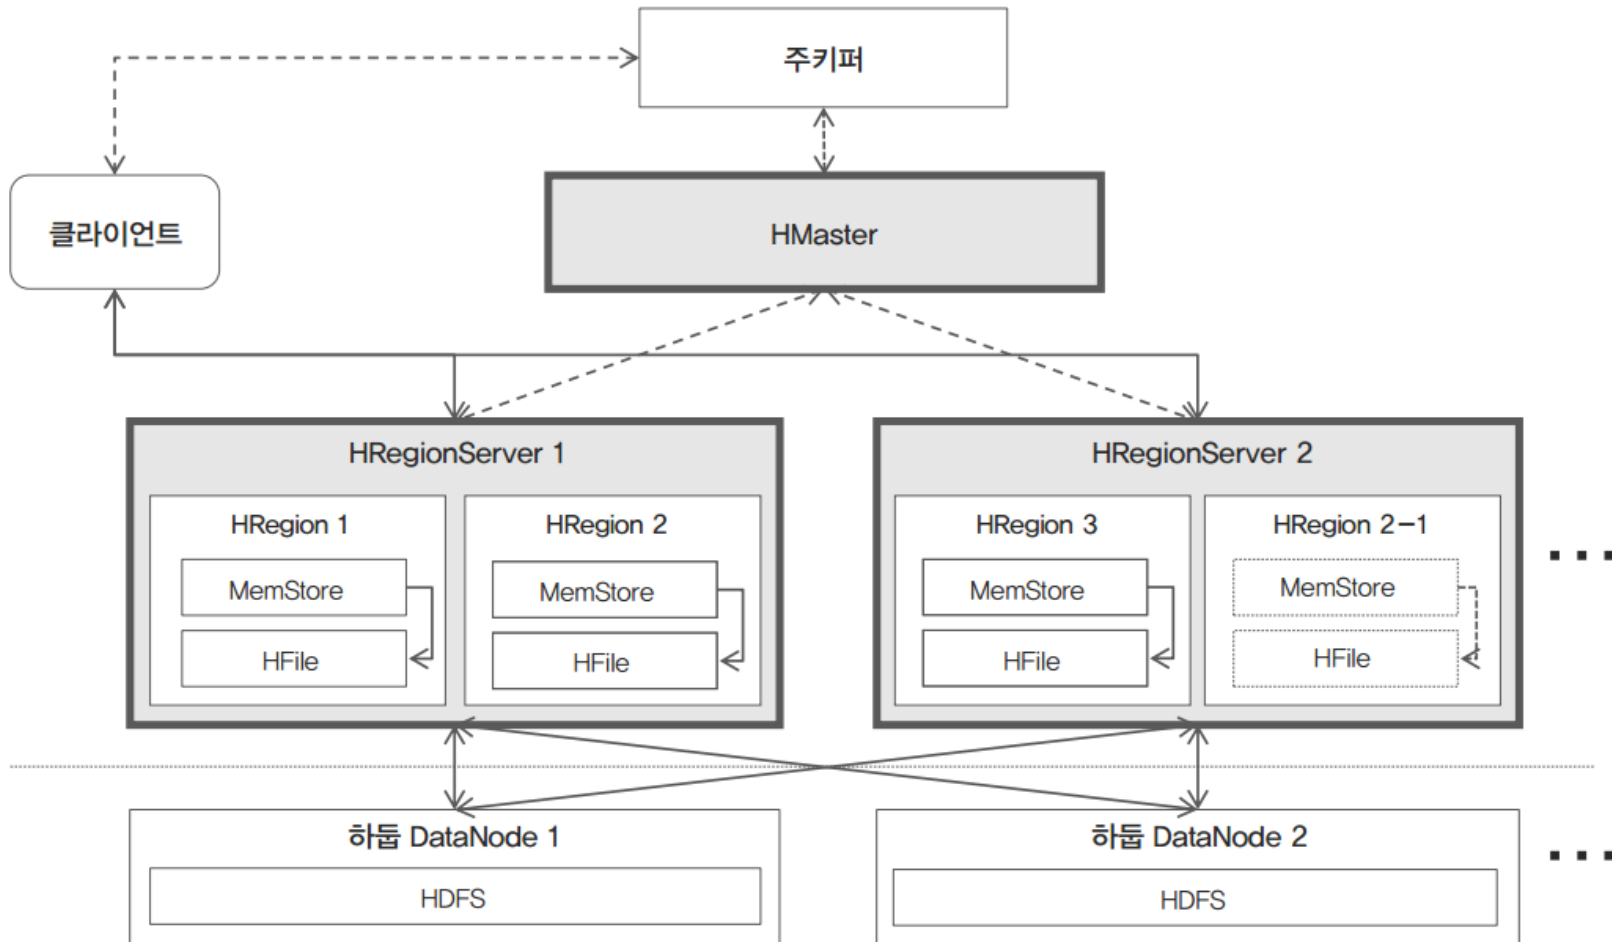 주키퍼
클라이언트
HMaster
HRegionServer 1
HRegionServer 2
HRegion 1
HRegion 2
HRegion 3
HRegion 2-1
MemStore
MemStore
MemStore
MemStore
HFile
HFile
HFile
HFile
하둡 DataNode 1
하둡 DataNode 2
HDFS
HDFS